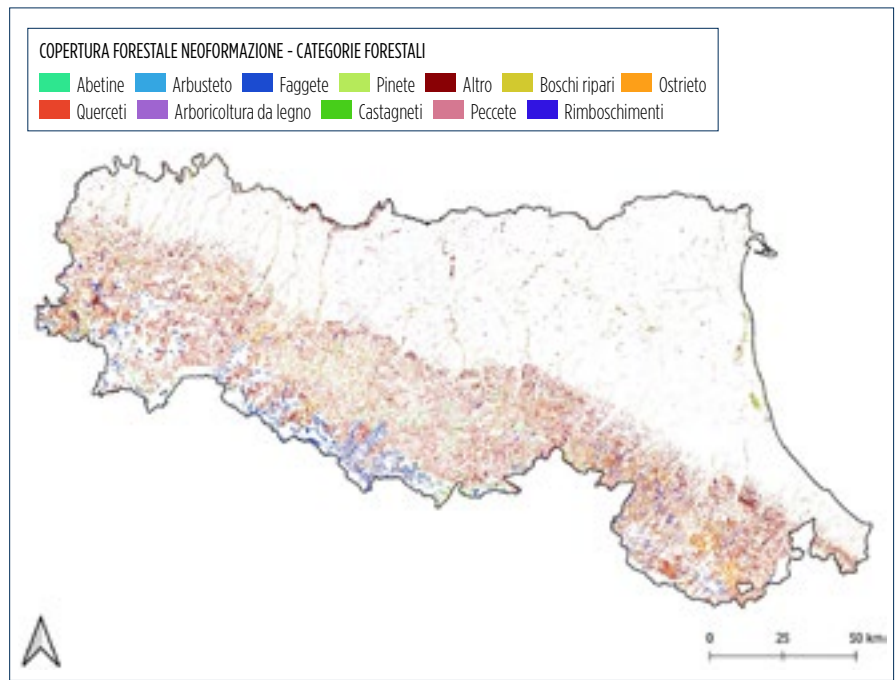 COPERTURA FORESTALE NEOFORMAZIONE - CATEGORIE FORESTALI
Abetine Arbusteto Faggete Pinete Altro Boschi ripari Ostrieto
Querceti Arboricoltura da legno Castagneti Peccete Rimboschimenti
0 25 50 km